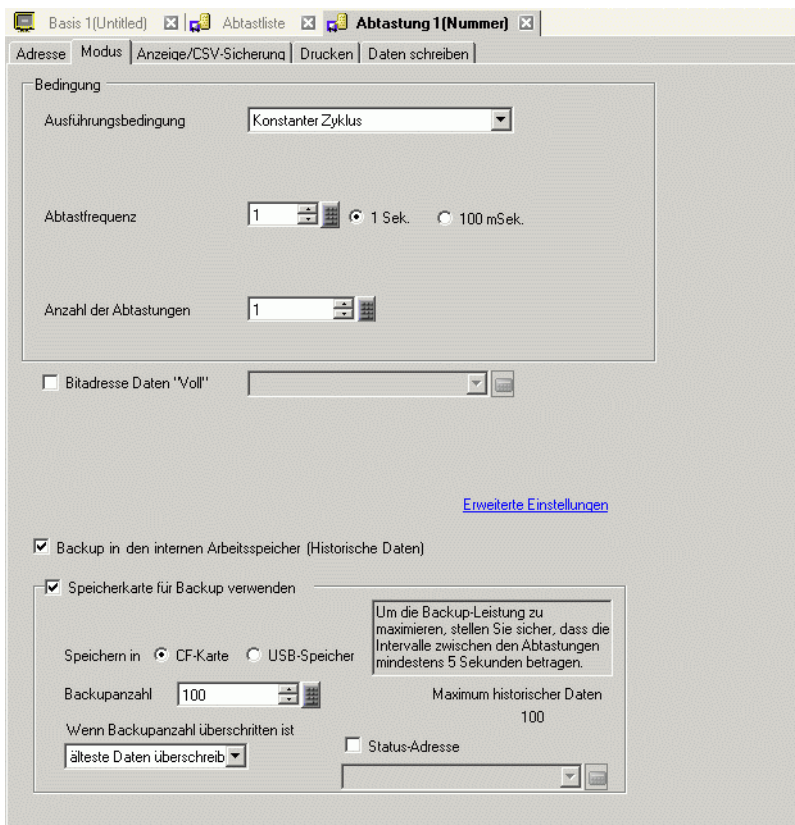 Basis 1(Untitled) Abtastliste Abtastung 1(Nummer)
Adresse Modus Anzeige/CSV-Sicherung Drucken Daten schreiben
Bedingung
Ausführungsbedingung Konstanter Zyklus
Abtastfrequenz 1 1 Sek. 100 mSek.
Anzahl der Abtastungen 1
Bitadresse Daten "Voll"
Erweiterte Einstellungen
Backup in den internen Arbeitsspeicher (Historische Daten)
Speicherkarte für Backup verwenden
Um die Backup-Leistung zu
maximieren, stellen Sie sicher, dass die
Intervalle zwischen den Abtastungen
mindestens 5 Sekunden betragen.
Speichern in CF-Karte USB-Speicher
Backupanzahl 100 Maximum historischer Daten
100
Wenn Backupanzahl überschritten ist
älteste Daten überschreib
Status-Adresse